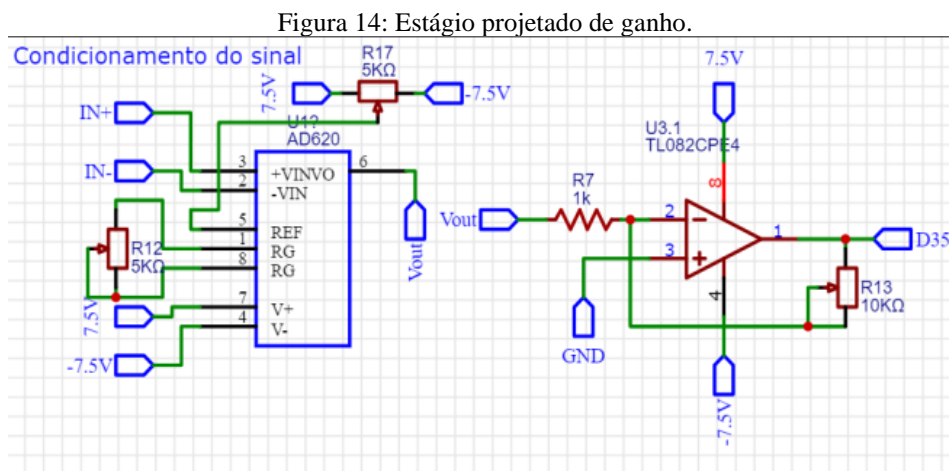 Figura 14: Estágio projetado de ganho.
Condicionamento do sinal
R17
5KΩ
7.5V
-7.5V
IN+
IN-
U1?
AD620
3
+VINVO
6
2
-VIN
5
REF
1
RG
8
RG
7
V+
4
V-
R12
5KΩ
7.5V
-7.5V
Vout
7.5V
U3.1
TL082CPE4
8
R7
1k
Vout
2
3
1
4
D35
R13
10KΩ
GND
-7.5V